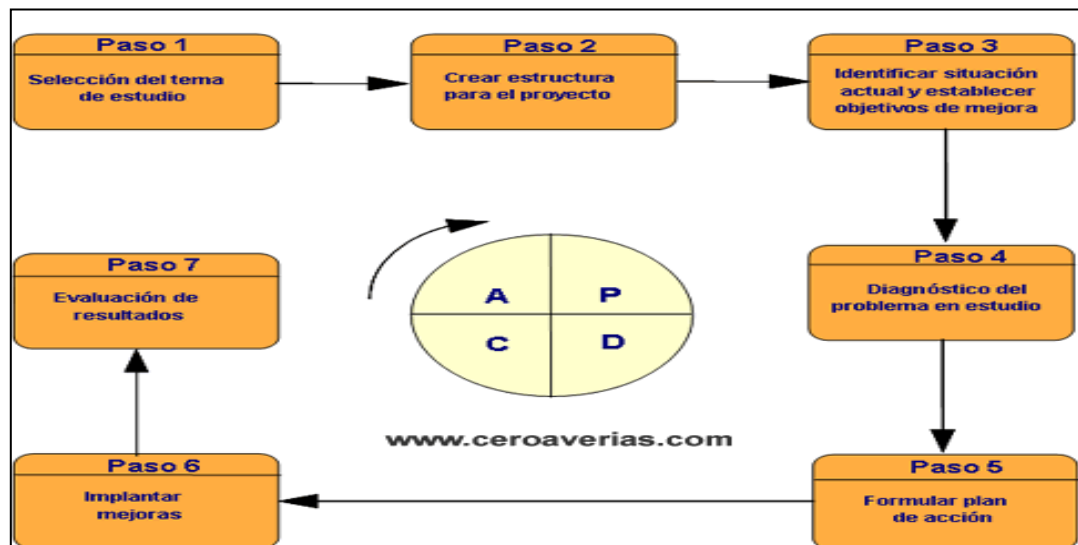 Paso 1
Selección del tema
de estudio
Paso 2
Crear estructura
para el proyecto
Paso 3
Identificar situación
actual y establecer
objetivos de mejora
Paso 4
Diagnóstico del
problema en estudio
Paso 5
Formular plan
de acción
Paso 6
Implantar
mejoras
Paso 7
Evaluación de
resultados
A P
C D
www.ceroaverias.com